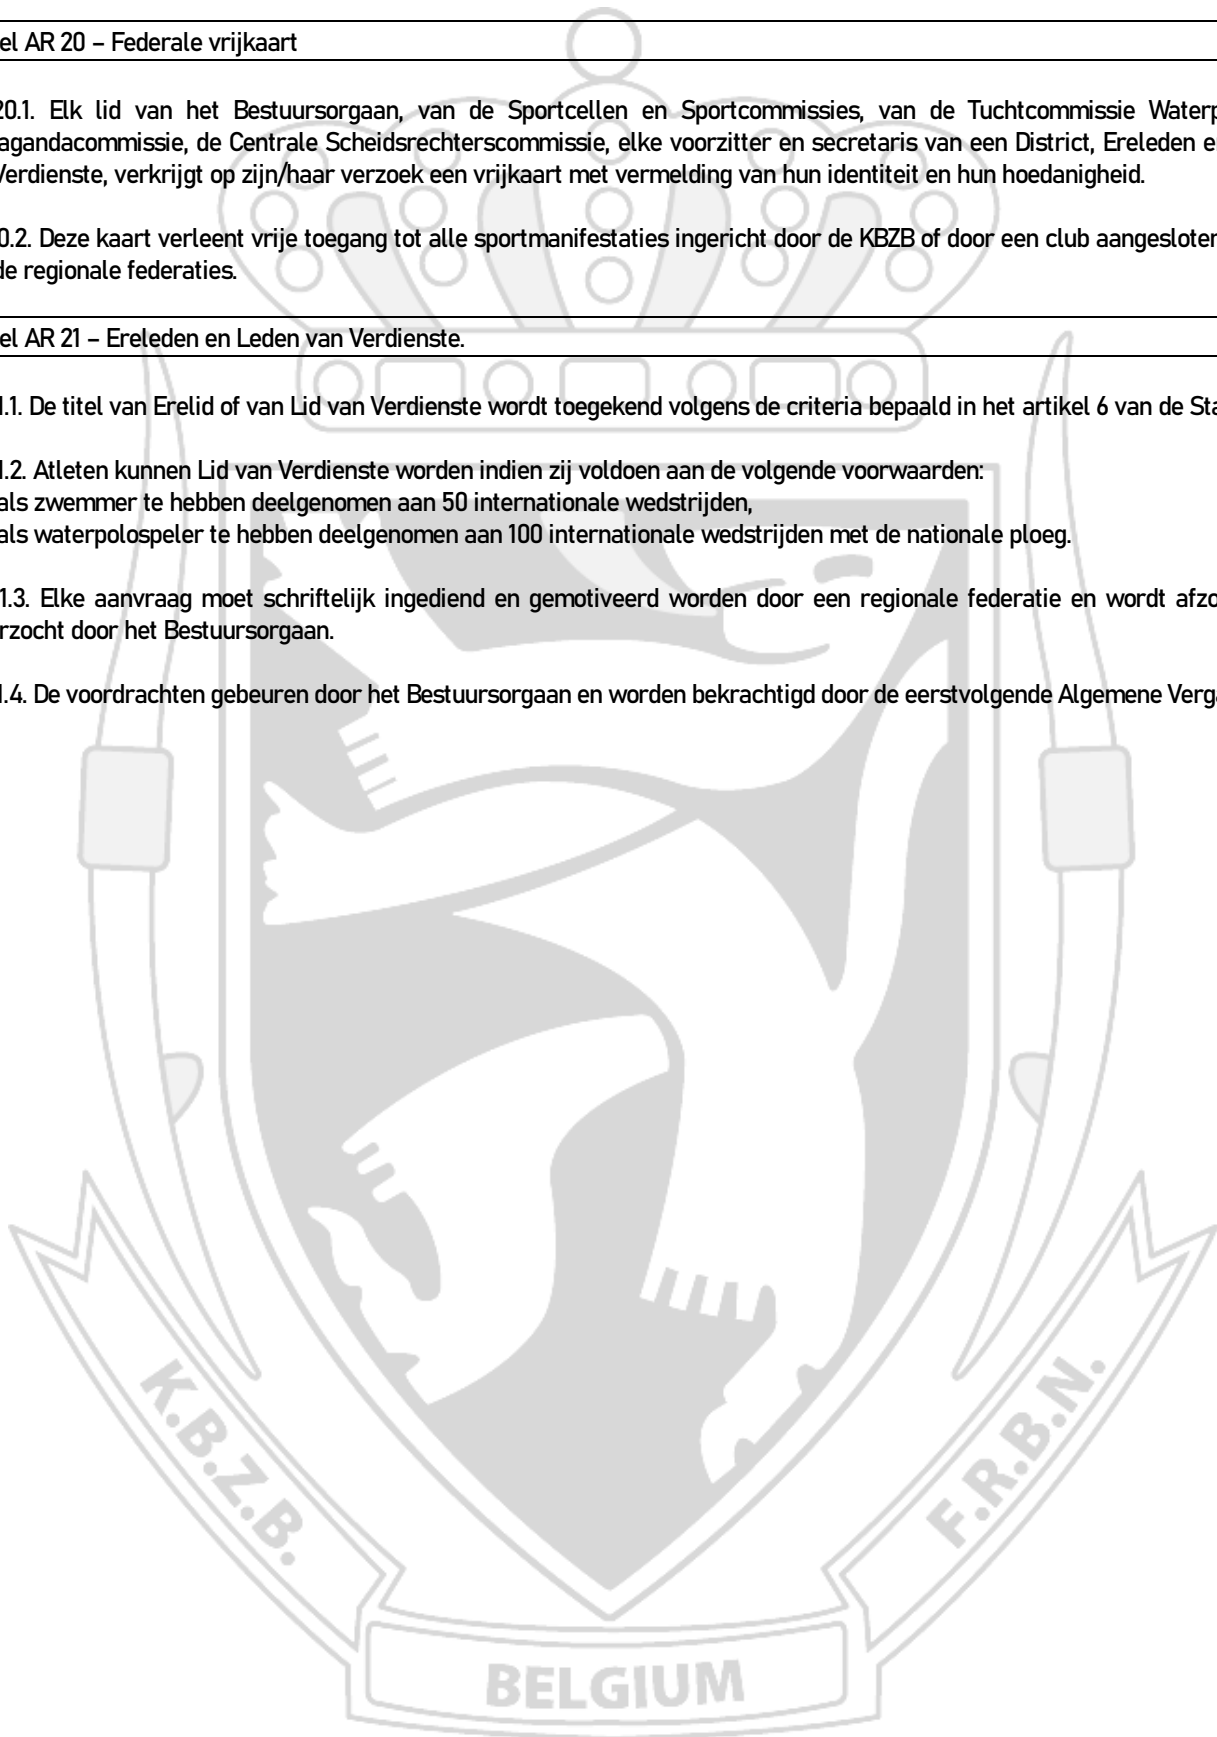 el AR 20 – Federale vrijkaart
20.1. Elk lid van het Bestuursorgaan, van de Sportcellen en Sportcommissies, van de Tuchtcommissie Waterp
agandacommissie, de Centrale Scheidsrechterscommissie, elke voorzitter en secretaris van een District, Ereleden e
Verdienste, verkrijgt op zijn/haar verzoek een vrijkaart met vermelding van hun identiteit en hun hoedanigheid.
0.2. Deze kaart verleent vrije toegang tot alle sportmanifestaties ingericht door de KBZB of door een club aangesloten
de regionale federaties.
el AR 21 – Ereleden en Leden van Verdienste.
1.1. De titel van Erelid of van Lid van Verdienste wordt toegekend volgens de criteria bepaald in het artikel 6 van de Sta
1.2. Atleten kunnen Lid van Verdienste worden indien zij voldoen aan de volgende voorwaarden:
als zwemmer te hebben deelgenomen aan 50 internationale wedstrijden,
als waterpolospeler te hebben deelgenomen aan 100 internationale wedstrijden met de nationale ploeg.
1.3. Elke aanvraag moet schriftelijk ingediend en gemotiveerd worden door een regionale federatie en wordt afzo
rzocht door het Bestuursorgaan.
1.4. De voordrachten gebeuren door het Bestuursorgaan en worden bekrachtigd door de eerstvolgende Algemene Verga
K.B.Z.B.
F.R.B.N.
BELGIUM